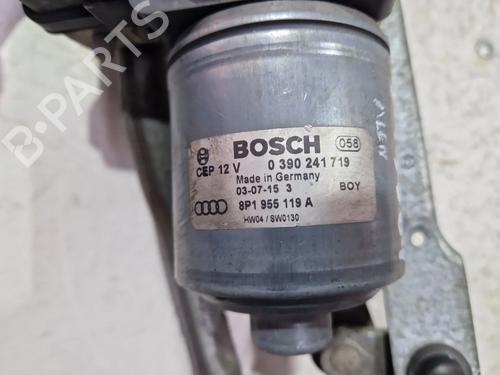 BOSCH 058
CEP 12 V 0 390 241 719
Made in Germany
03-07-15 3 BOY
8P1 955 119 A
HW04 / SW0130
B-PARTS